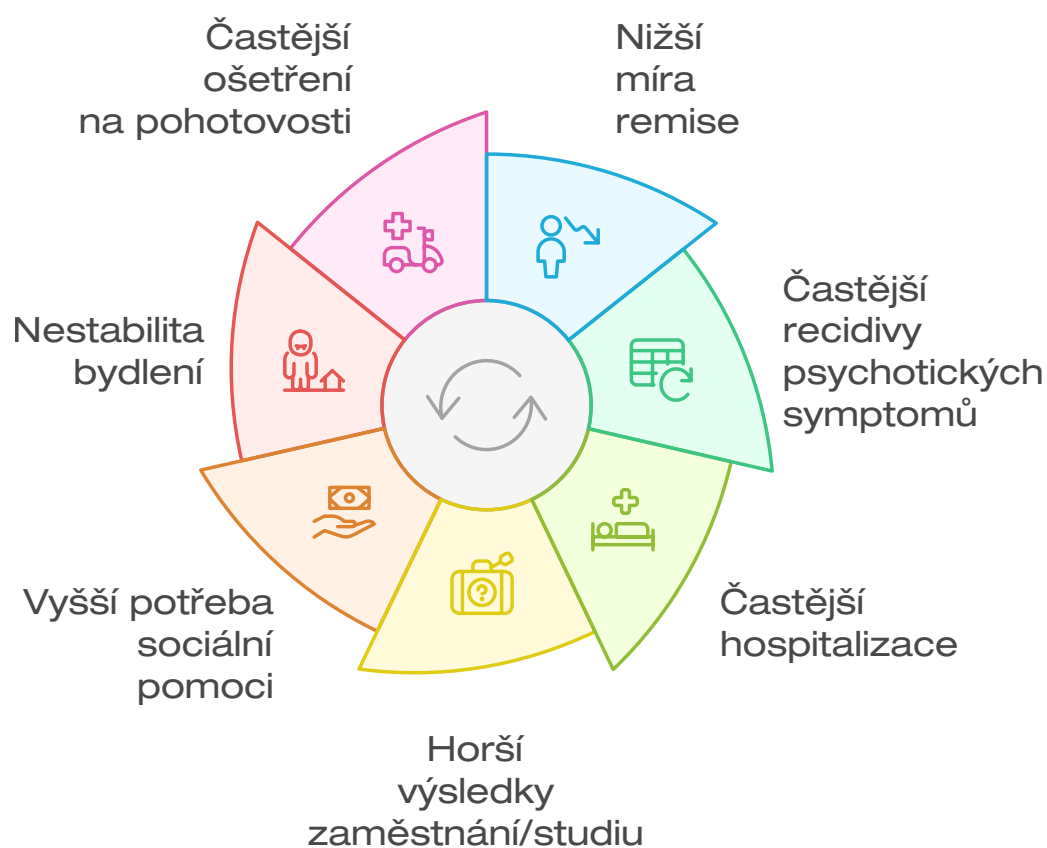 Častější
ošetření
na pohotovosti
Nižší
míra
remise
Častější
recidivy
psychotických
symptomů
Častější
hospitalizace
Horší
výsledky
zaměstnání/studiu
Vyšší potřeba
sociální
pomoci
Nestabilita
bydlení
?